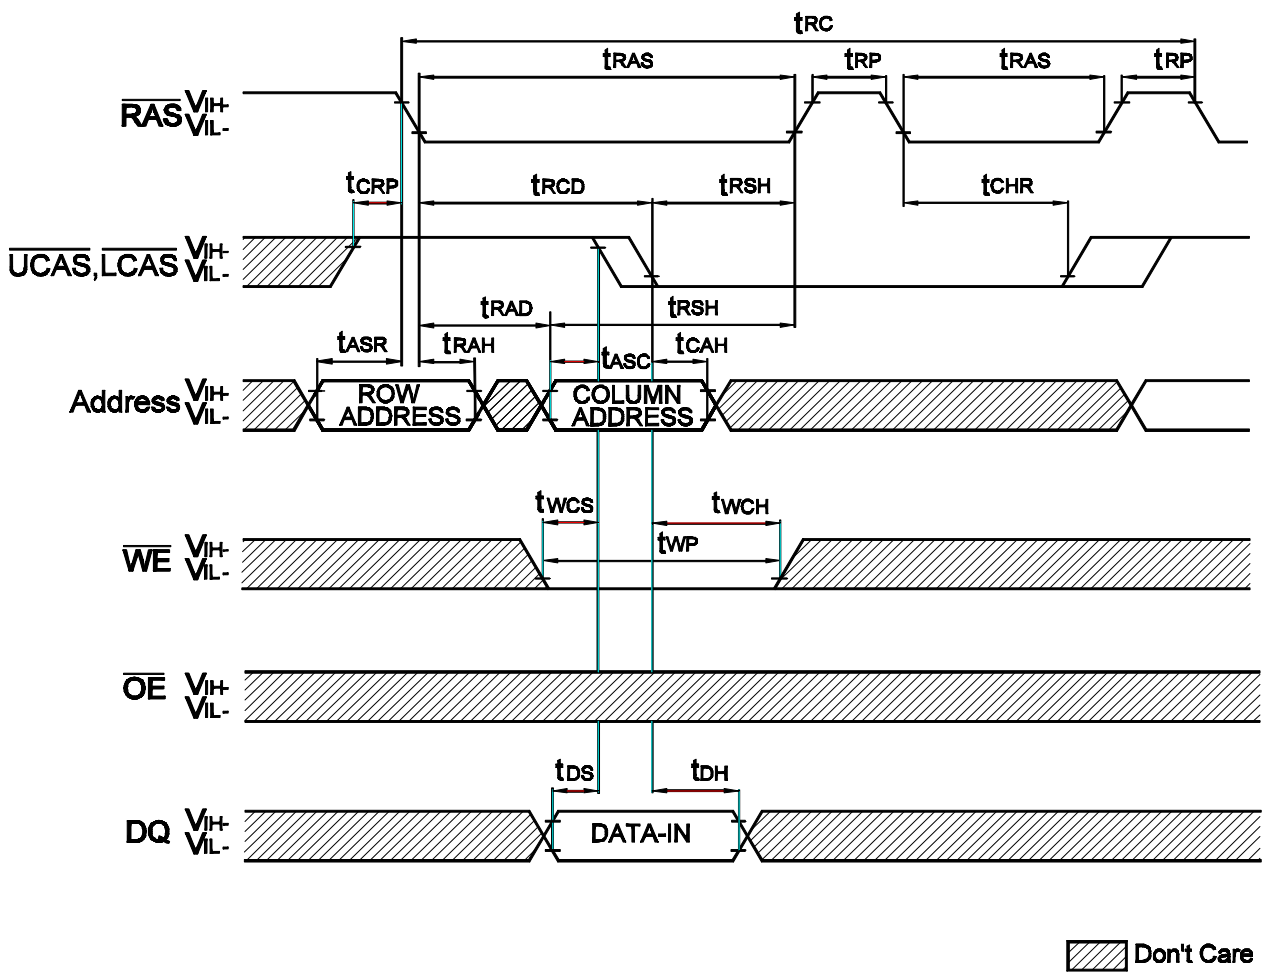 tRC
tRAS tRP tRAS tRP
RAS VIH-
VIL-
tCRP tRCD tRSH tCHR
UCAS,LCAS VIH-
VIL-
tRAD tRSH
tASR tRAH tASC tCAH
Address VIH-
VIL-
ROW
ADDRESS
COLUMN
ADDRESS
tWCS tWCH
tWP
WE VIH-
VIL-
OE VIH-
VIL-
tDS tDH
DQ VIH-
VIL-
DATA-IN
Don't Care